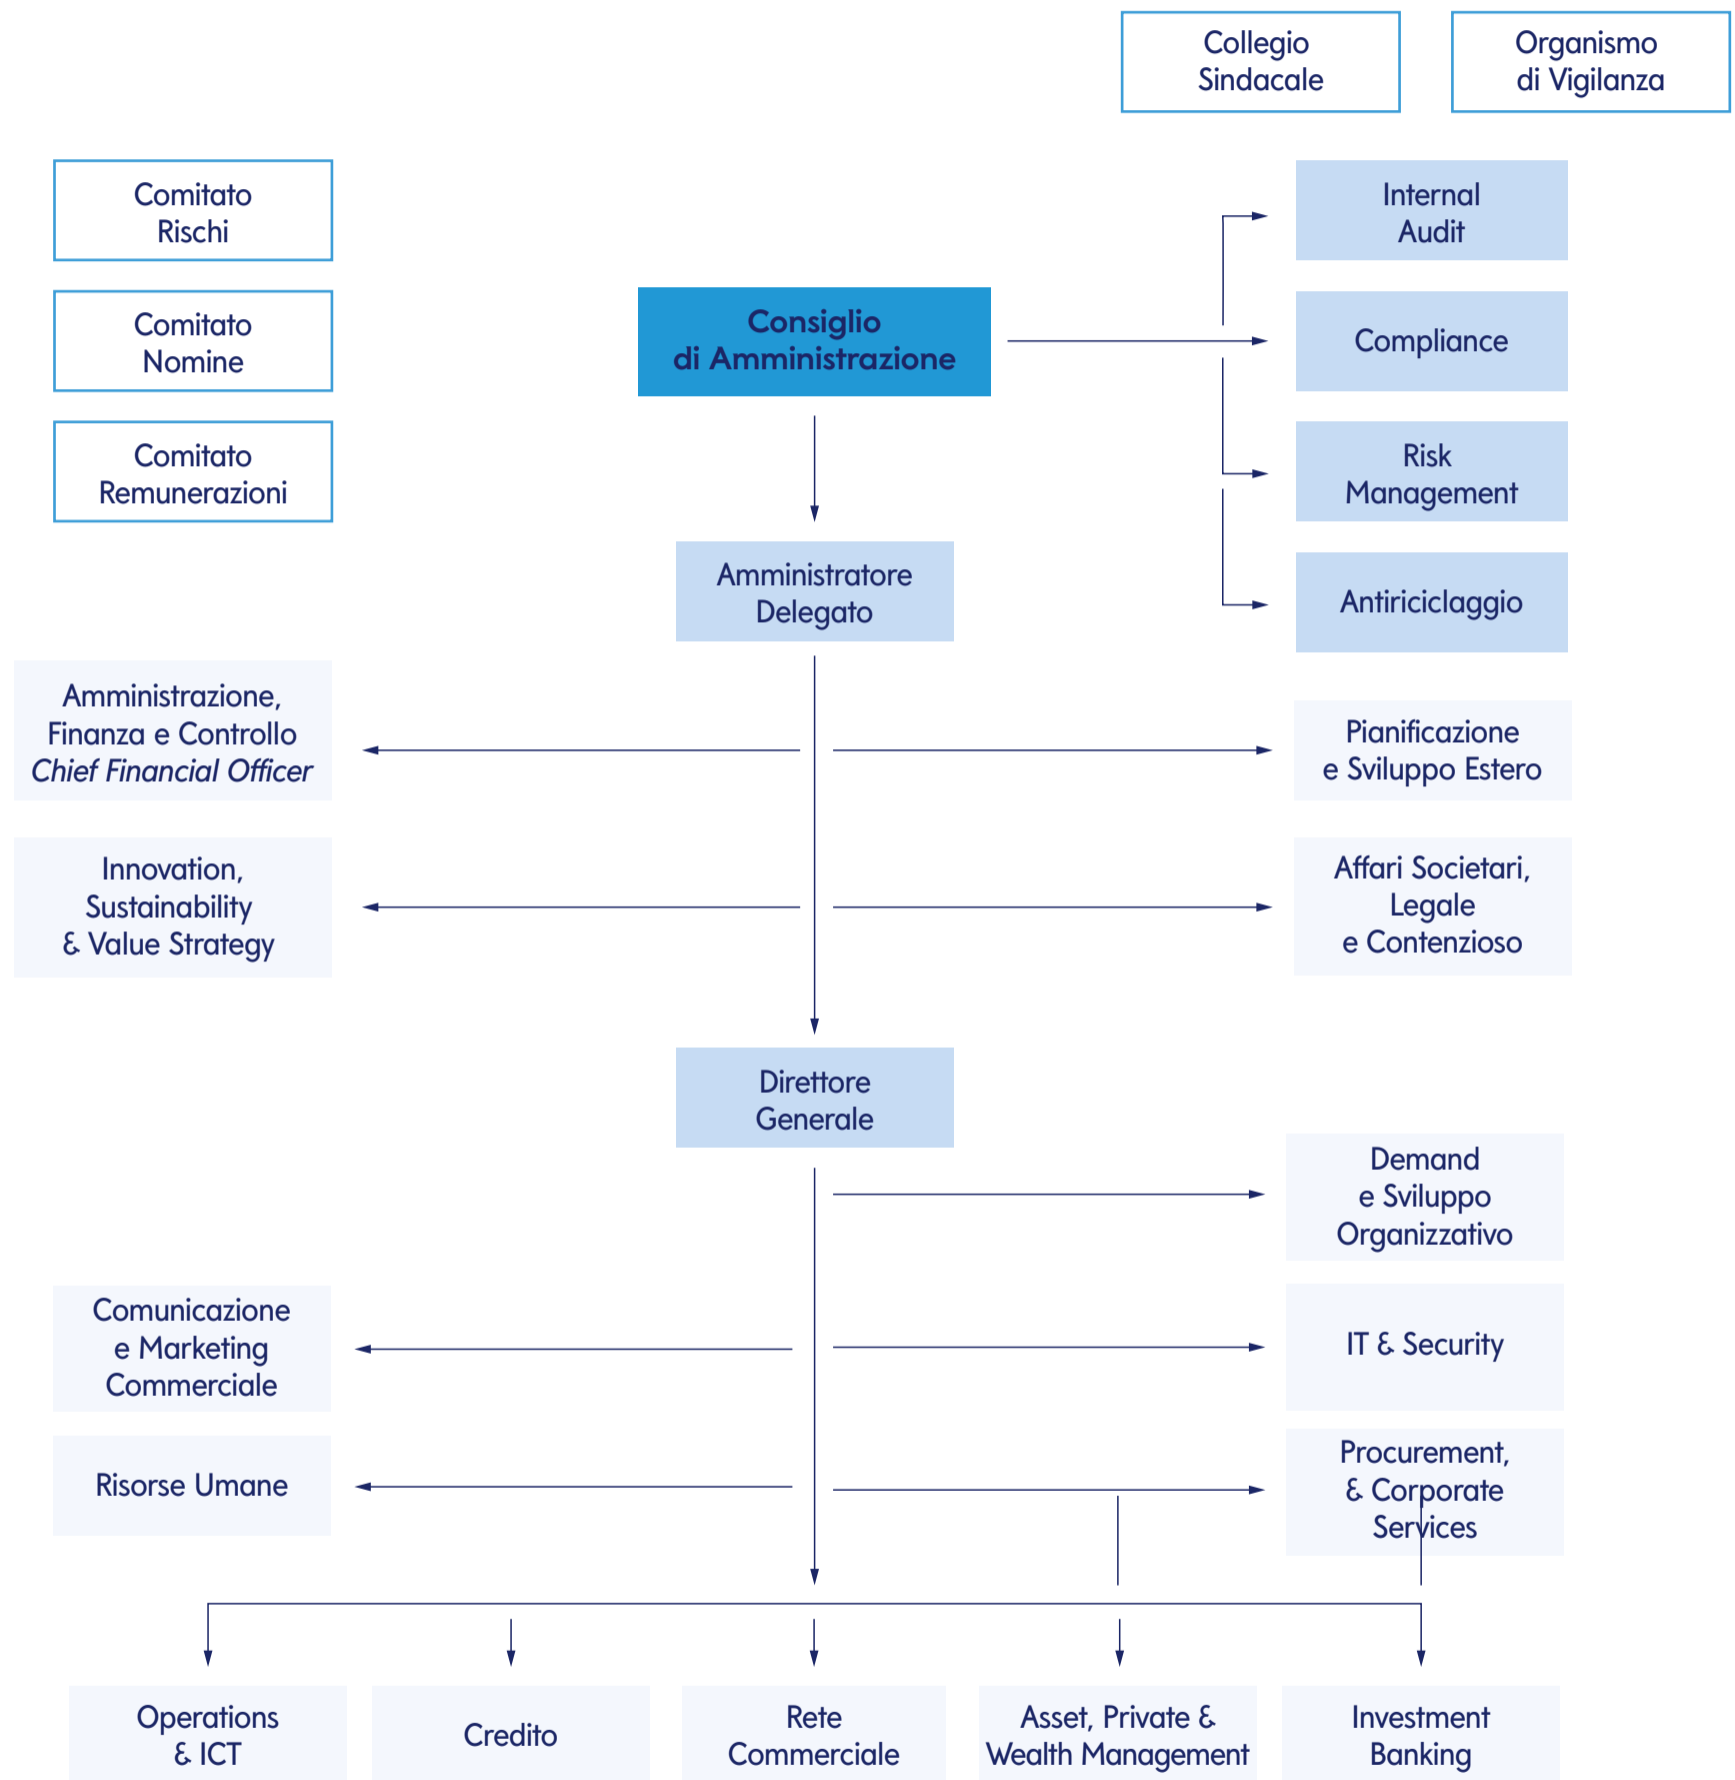 Collegio
Sindacale
Organismo
di Vigilanza
Comitato
Rischi
Internal
Audit
Comitato
Nomine
Consiglio
di Amministrazione
Compliance
Comitato
Remunerazioni
Risk
Management
Amministratore
Delegato
Antiriciclaggio
Amministrazione,
Finanza e Controllo
Chief Financial Officer
Pianificazione
e Sviluppo Estero
Innovation,
Sustainability
& Value Strategy
Affari Societari,
Legale
e Contenzioso
Direttore
Generale
Demand
e Sviluppo
Organizzativo
Comunicazione
e Marketing
Commerciale
IT & Security
Risorse Umane
Procurement,
& Corporate
Services
Operations
& ICT
Credito
Rete
Commerciale
Asset, Private &
Wealth Management
Investment
Banking